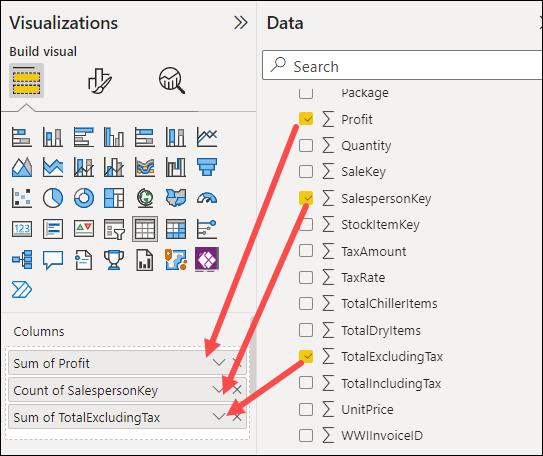 Visualizations
Build visual
123
Columns
Sum of Profit
Count of SalespersonKey
Sum of TotalExcludingTax
Data
Search
Package
Profit
Quantity
SaleKey
SalespersonKey
StockItemKey
TaxAmount
TaxRate
TotalChillerItems
TotalDryItems
TotalExcludingTax
TotalIncludingTax
UnitPrice
WWIInvoiceID